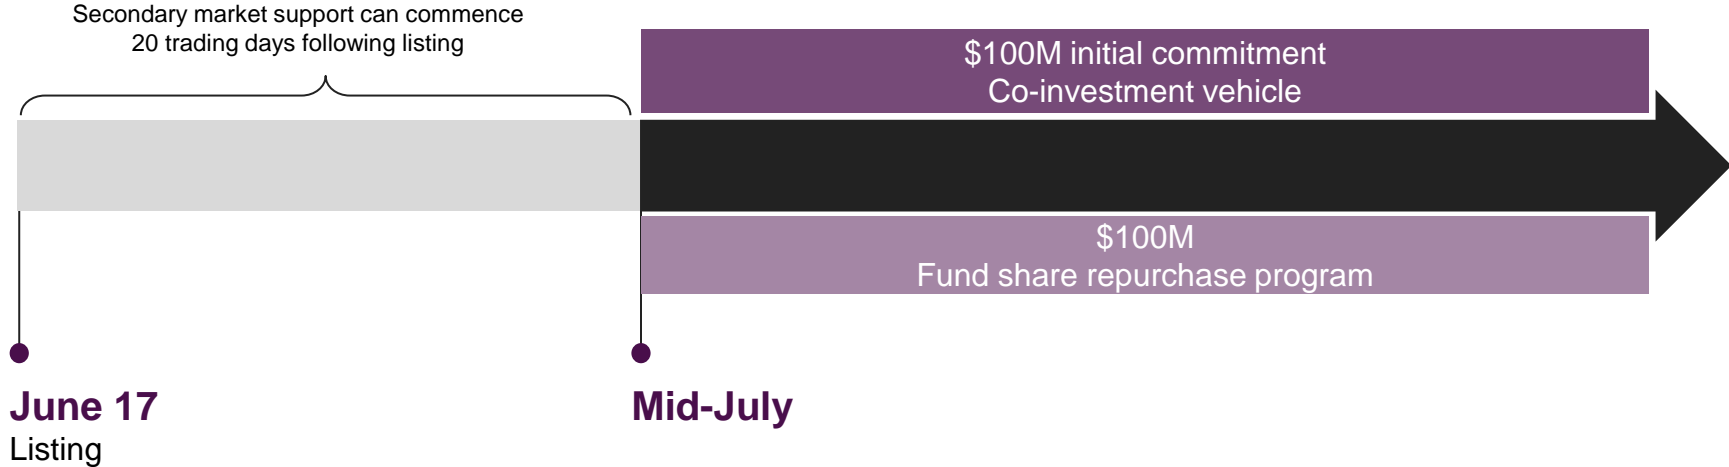 Secondary market support can commence
20 trading days following listing
$100M initial commitment
Co-investment vehicle
$100M
Fund share repurchase program
June 17
Listing
Mid-July